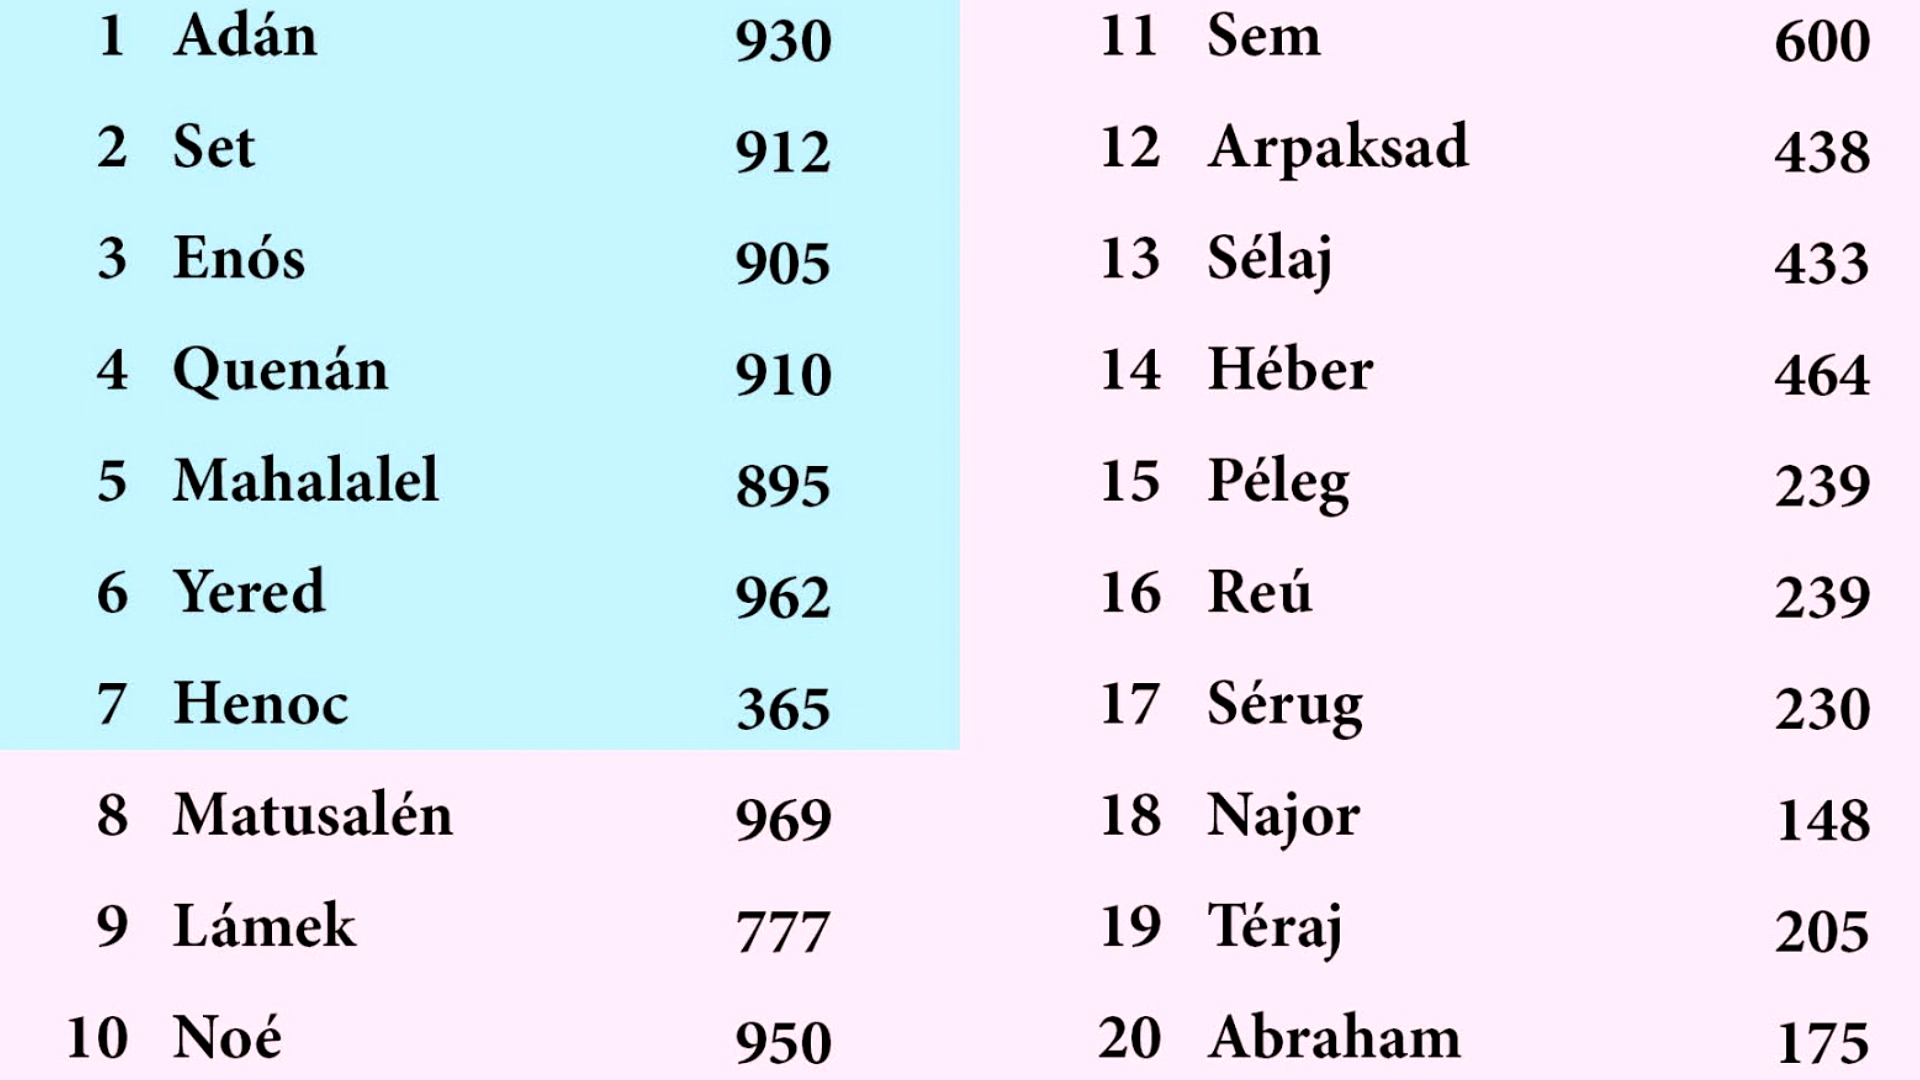 1 Adán 930
2 Set 912
3 Enós 905
4 Quenán 910
5 Mahalalel 895
6 Yered 962
7 Henoc 365
8 Matusalén 969
9 Lámek 777
10 Noé 950
11 Sem 600
12 Arpaksad 438
13 Sélaj 433
14 Héber 464
15 Péleg 239
16 Reú 239
17 Sérug 230
18 Najor 148
19 Téraj 205
20 Abraham 175